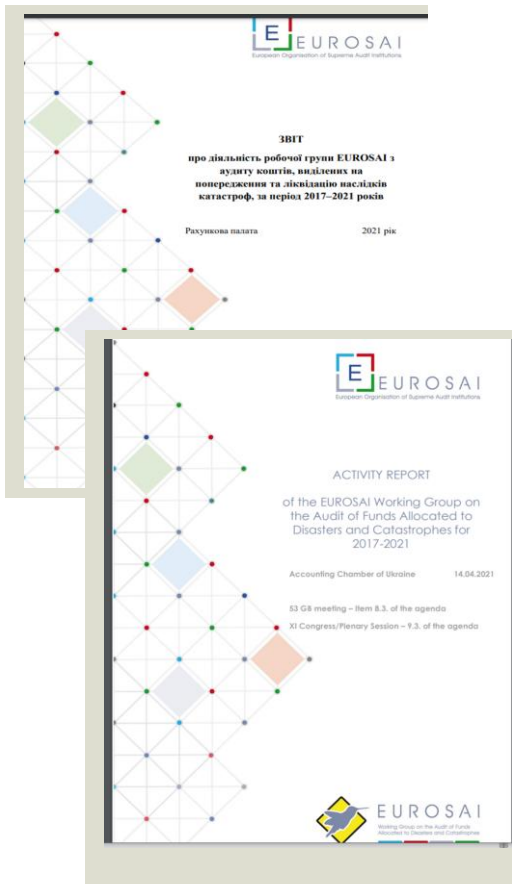 E EUROSAI
European Organisation of Supreme Audit Institutions
ЗВІТ
про діяльність робочої групи EUROSAI з
аудиту коштів, виділених на
попередження та ліквідацію наслідків
катастроф, за період 2017–2021 років
Рахункова палата 2021 рік
E EUROSAI
European Organisation of Supreme Audit Institutions
ACTIVITY REPORT
of the EUROSAI Working Group on
the Audit of Funds Allocated to
Disasters and Catastrophes for
2017-2021
Accounting Chamber of Ukraine 14.04.2021
53 GB meeting – Item 8.3. of the agenda
XI Congress/Plenary Session – 9.3. of the agenda
EUROSAI
Working Group on the Audit of Funds
Allocated to Disasters and Catastrophes